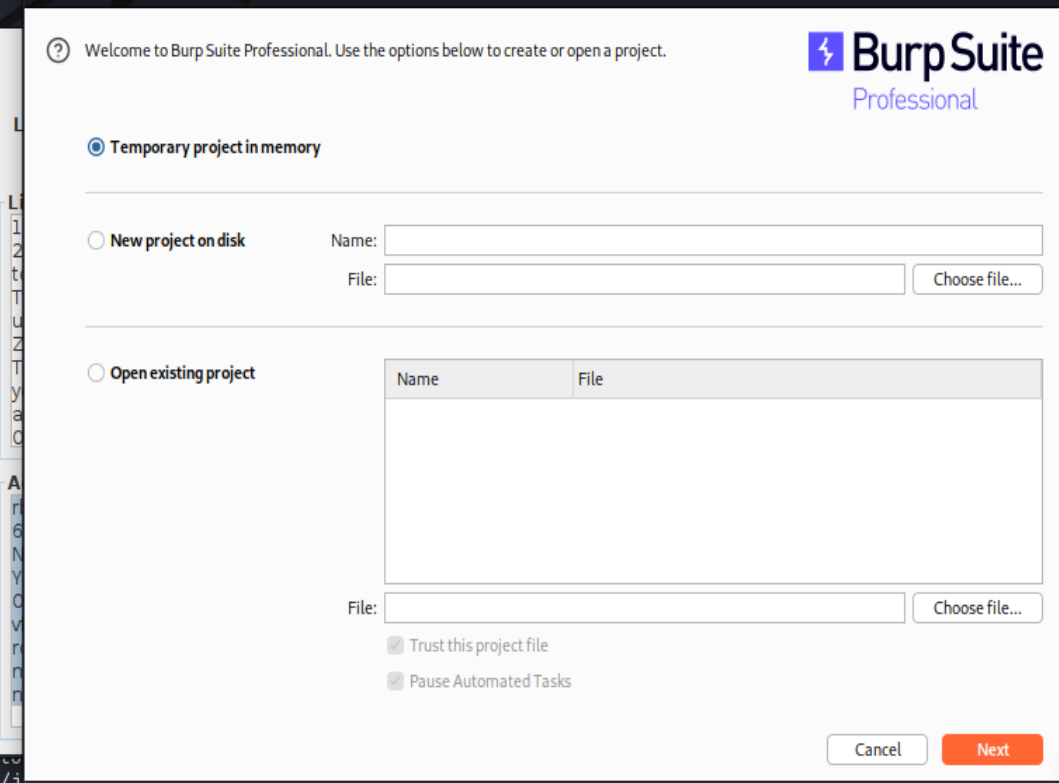 Welcome to Burp Suite Professional. Use the options below to create or open a project.
Burp Suite
Professional
Temporary project in memory
New project on disk
Name:
File:
Choose file...
Open existing project
Name
File
File:
Choose file...
Trust this project file
Pause Automated Tasks
Cancel
Next